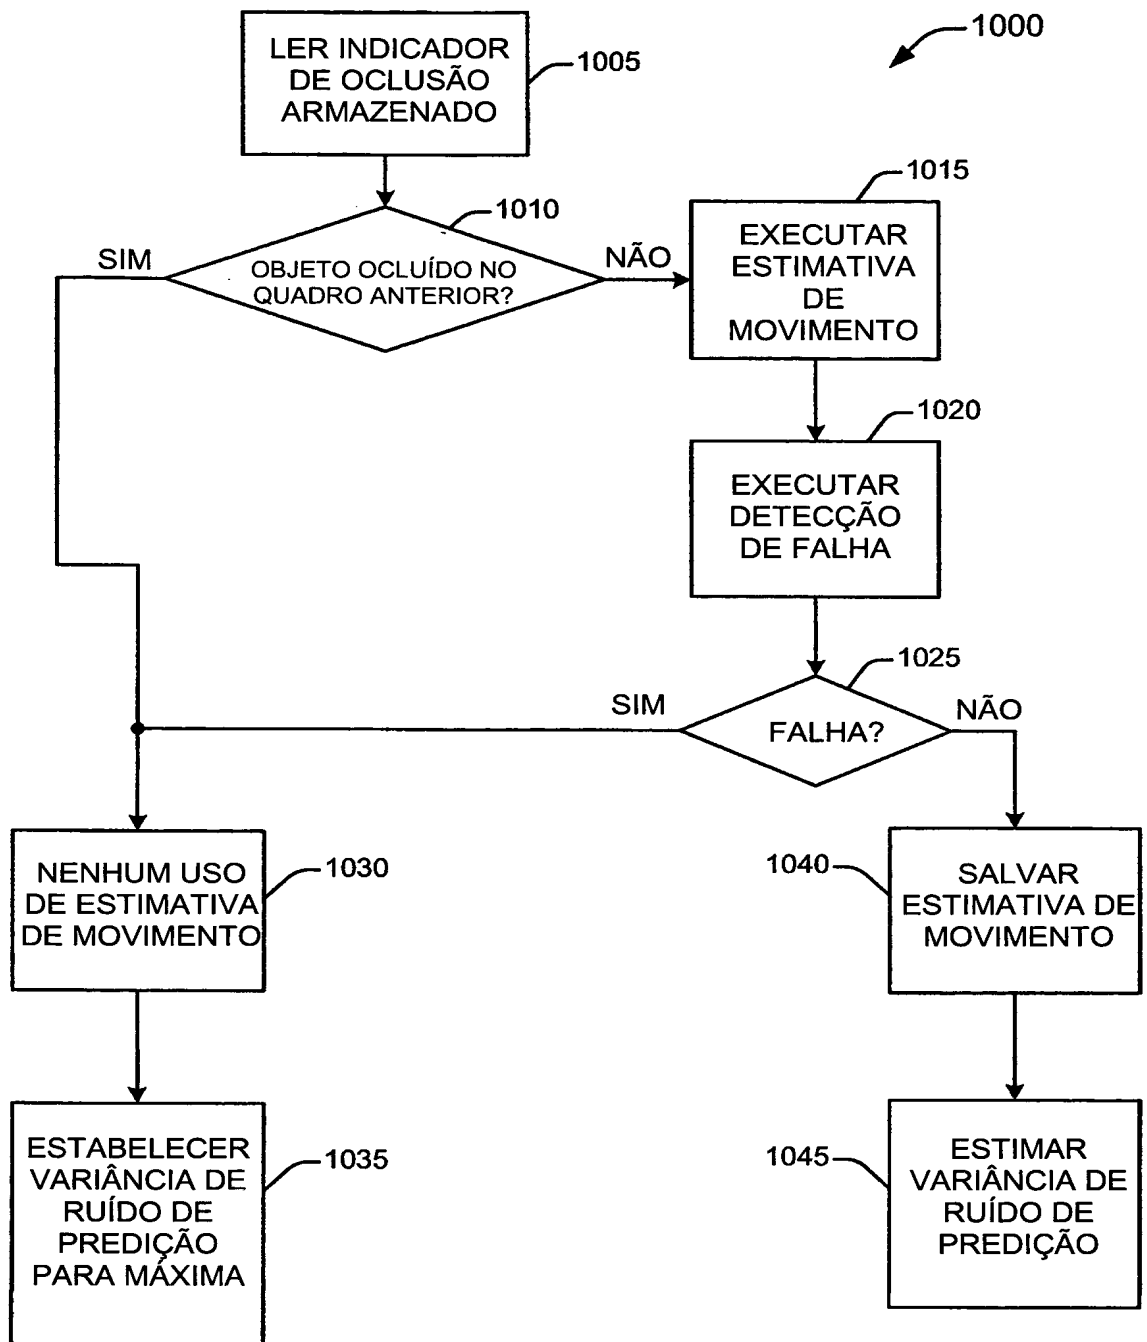 1000
LER INDICADOR
DE OCLUSÃO
ARMAZENADO
1005
1010
SIM
OBJETO OCLUÍDO NO
QUADRO ANTERIOR?
NÃO
1015
EXECUTAR
ESTIMATIVA
DE
MOVIMENTO
1020
EXECUTAR
DETECÇÃO
DE FALHA
1025
SIM
FALHA?
NÃO
NENHUM USO
DE ESTIMATIVA
DE MOVIMENTO
1030
1040
SALVAR
ESTIMATIVA DE
MOVIMENTO
ESTABELECER
VARIÂNCIA DE
RUÍDO DE
PREDIÇÃO
PARA MÁXIMA
1035
1045
ESTIMAR
VARIÂNCIA DE
RUÍDO DE
PREDIÇÃO